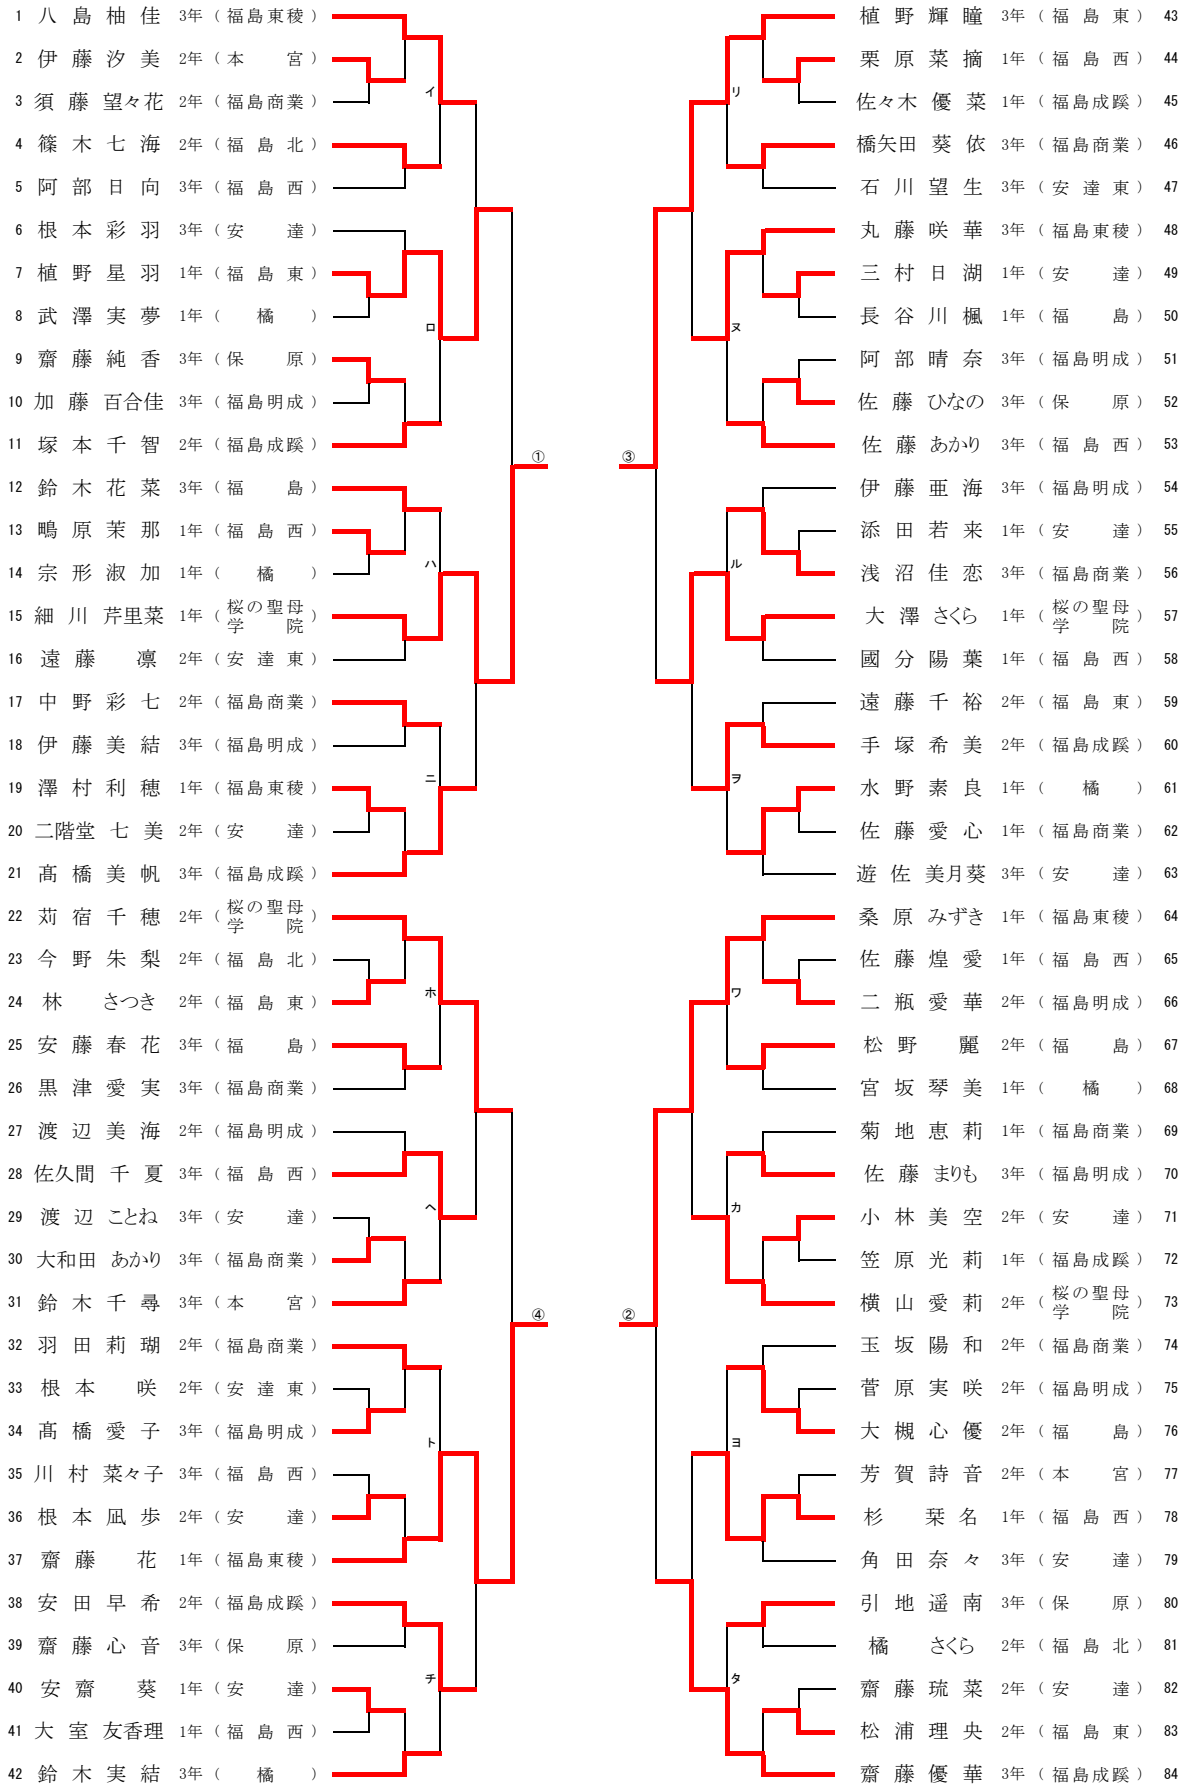 1 八島柚佳 3年（福島東稜）
2 伊藤汐美 2年（本宮）
イ
3 須藤望々花 2年（福島商業）
4 篠木七海 2年（福島北）
5 阿部日向 3年（福島西）
6 根本彩羽 3年（安達）
7 植野星羽 1年（福島東）
8 武澤実夢 1年（橘）
ロ
9 齋藤純香 3年（保原）
10 加藤百合佳 3年（福島明成）
11 塚本千智 2年（福島成蹊）
①
12 鈴木花菜 3年（福島）
13 鴫原茉那 1年（福島西）
14 宗形淑加 1年（橘）
ハ
15 細川芹里菜 1年（桜の聖母学院）
16 遠藤凛 2年（安達東）
17 中野彩七 2年（福島商業）
18 伊藤美結 3年（福島明成）
ニ
19 澤村利穂 1年（福島東稜）
20 二階堂七美 2年（安達）
21 髙橋美帆 3年（福島成蹊）
22 苅宿千穂 2年（桜の聖母学院）
23 今野朱梨 2年（福島北）
24 林さつき 2年（福島東）
ホ
25 安藤春花 3年（福島）
26 黒津愛実 3年（福島商業）
27 渡辺美海 2年（福島明成）
28 佐久間千夏 3年（福島西）
ヘ
29 渡辺ことね 3年（安達）
30 大和田あかり 3年（福島商業）
31 鈴木千尋 3年（本宮）
④
32 羽田莉瑚 2年（福島商業）
33 根本咲 2年（安達東）
34 髙橋愛子 3年（福島明成）
ト
35 川村菜々子 3年（福島西）
36 根本凪歩 2年（安達）
37 齋藤花 1年（福島東稜）
38 安田早希 2年（福島成蹊）
39 齋藤心音 3年（保原）
チ
40 安齋葵 1年（安達）
41 大室友香理 1年（福島西）
42 鈴木実結 3年（橘）
植野輝瞳 3年（福島東） 43
栗原菜摘 1年（福島西） 44
リ
佐々木優菜 1年（福島成蹊） 45
橋矢田葵依 3年（福島商業） 46
石川望生 3年（安達東） 47
丸藤咲華 3年（福島東稜） 48
三村日湖 1年（安達） 49
長谷川楓 1年（福島） 50
ヌ
阿部晴奈 3年（福島明成） 51
佐藤ひなの 3年（保原） 52
佐藤あかり 3年（福島西） 53
③
伊藤亜海 3年（福島明成） 54
添田若来 1年（安達） 55
浅沼佳恋 3年（福島商業） 56
ル
大澤さくら 1年（桜の聖母学院） 57
國分陽葉 1年（福島西） 58
遠藤千裕 2年（福島東） 59
手塚希美 2年（福島成蹊） 60
ヲ
水野素良 1年（橘） 61
佐藤愛心 1年（福島商業） 62
遊佐美月葵 3年（安達） 63
桑原みずき 1年（福島東稜） 64
佐藤煌愛 1年（福島西） 65
二瓶愛華 2年（福島明成） 66
ワ
松野麗 2年（福島） 67
宮坂琴美 1年（橘） 68
菊地恵莉 1年（福島商業） 69
佐藤まりも 3年（福島明成） 70
カ
小林美空 2年（安達） 71
笠原光莉 1年（福島成蹊） 72
横山愛莉 2年（桜の聖母学院） 73
②
玉坂陽和 2年（福島商業） 74
菅原実咲 2年（福島明成） 75
大槻心優 2年（福島） 76
ヨ
芳賀詩音 2年（本宮） 77
杉栞名 1年（福島西） 78
角田奈々 3年（安達） 79
引地遥南 3年（保原） 80
橘さくら 2年（福島北） 81
タ
齋藤琉菜 2年（安達） 82
松浦理央 2年（福島東） 83
齋藤優華 3年（福島成蹊） 84